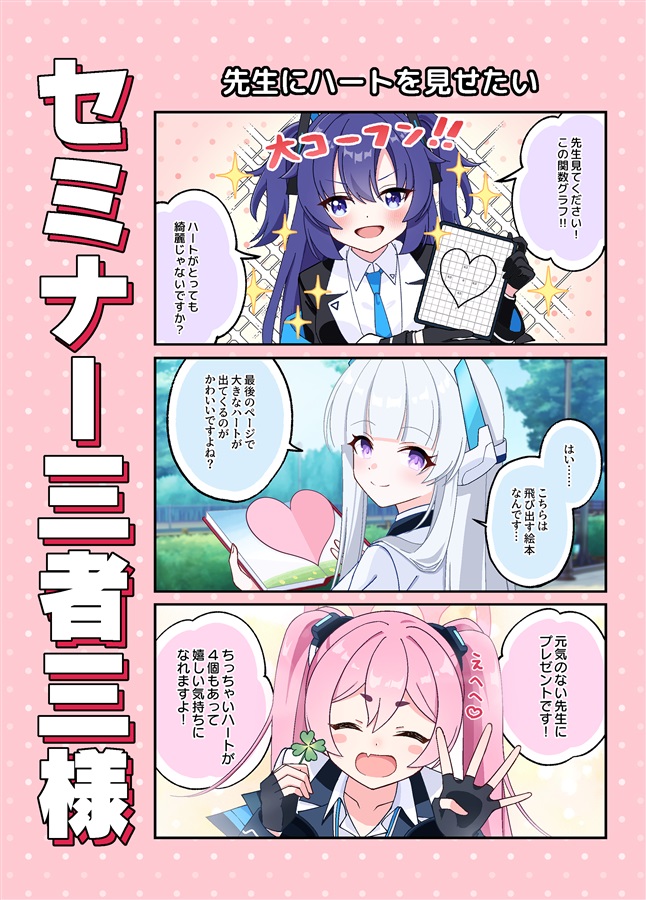 セミナー三者三様
先生にハートを見せたい
大コーフン!!
先生見てください!
この関数グラフ!!
ハートがとっても
綺麗じゃないですか?
はい……
こちらは
飛び出す絵本
なんです…
最後のページで
大きなハートが
出てくるのが
かわいいですよね?
元気のない先生に
プレゼントです!
えへへ♡
ちっちゃいハートが
4個もあって
嬉しい気持ちに
なれますよ!